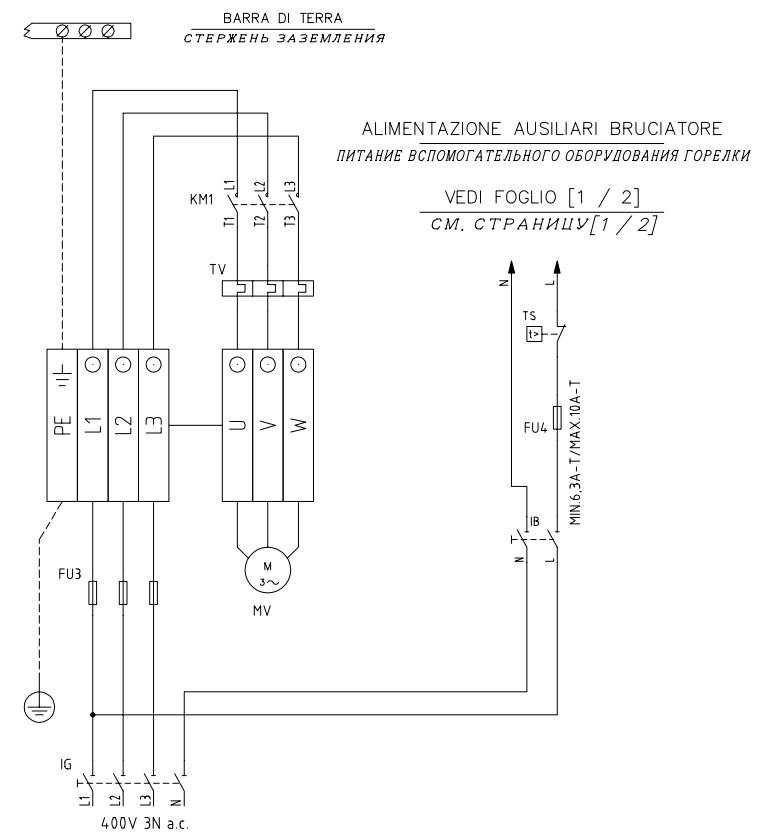 BARRA DI TERRA
СТЕРЖЕНЬ ЗАЗЕМЛЕНИЯ
ALIMENTAZIONE AUSILIARI BRUCIATORE
ПИТАНИЕ ВСПОМОГАТЕЛЬНОГО ОБОРУДОВАНИЯ ГОРЕЛКИ
KM1
L1 L2 L3
T1 T2 T3
VEDI FOGLIO [1 / 2]
СМ. СТРАНИЦУ[1 / 2]
TV
N L
TS
t>
PE L1 L2 L3
U V W
FU4
MIN.6,3A-T/MAX.10A-T
IB
N L
FU3
M
3~
MV
IG
L1 L2 L3 N
400V 3N a.c.